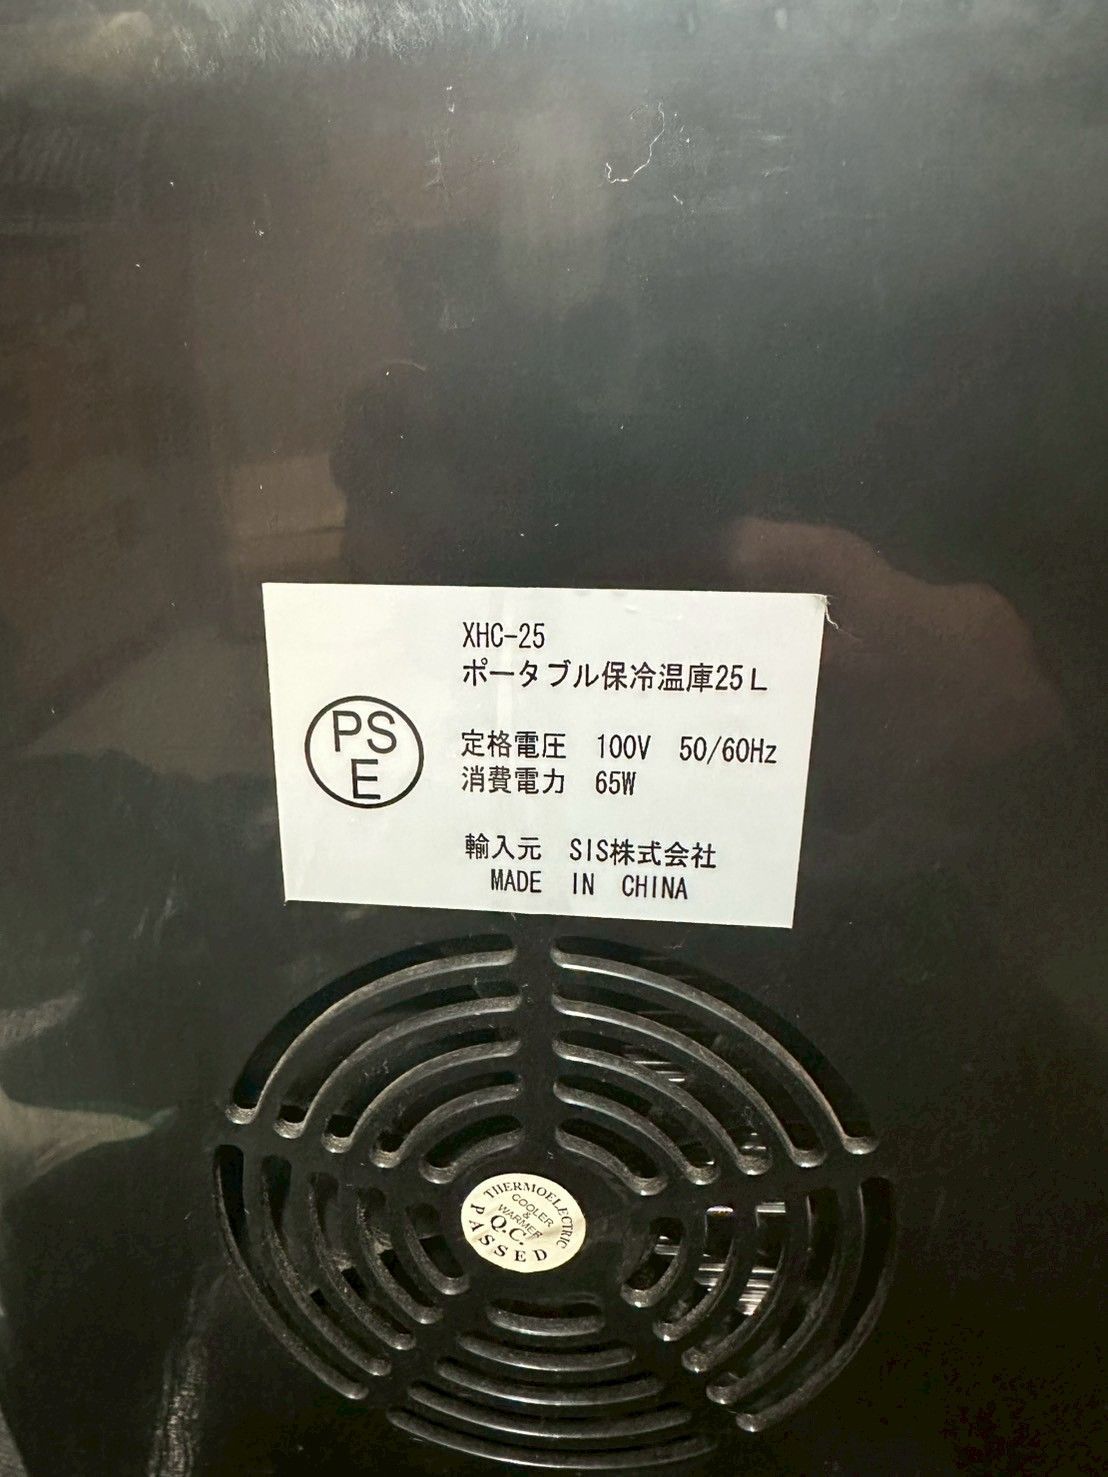 XHC-25
ポータブル保冷温庫25L
PS
E
定格電圧 100V 50/60Hz
消費電力 65W
輸入元 SIS株式会社
MADE IN CHINA
THERMOELECTRIC
COOLER
&
WARMER
Q.C.
PASSED